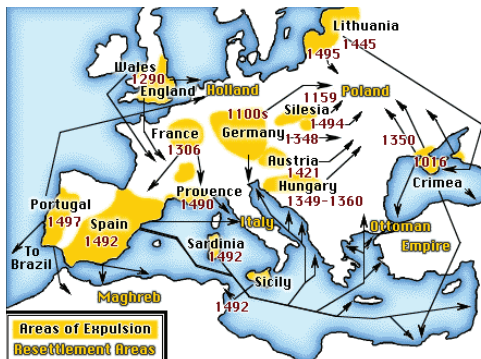 Lithuania
1495
1445
Wales
1290
England
Holland
1159
Poland
1100s
Silesia
1494
France
1306
Germany
1348
1350
1016
Crimea
Austria
1421
Hungary
1349-1360
Provence
1490
Portugal
1497
Spain
1492
Italy
Ottoman
Empire
Sardinia
1492
To
Brazil
Sicily
1492
Maghreb
Areas of Expulsion
Resettlement Areas